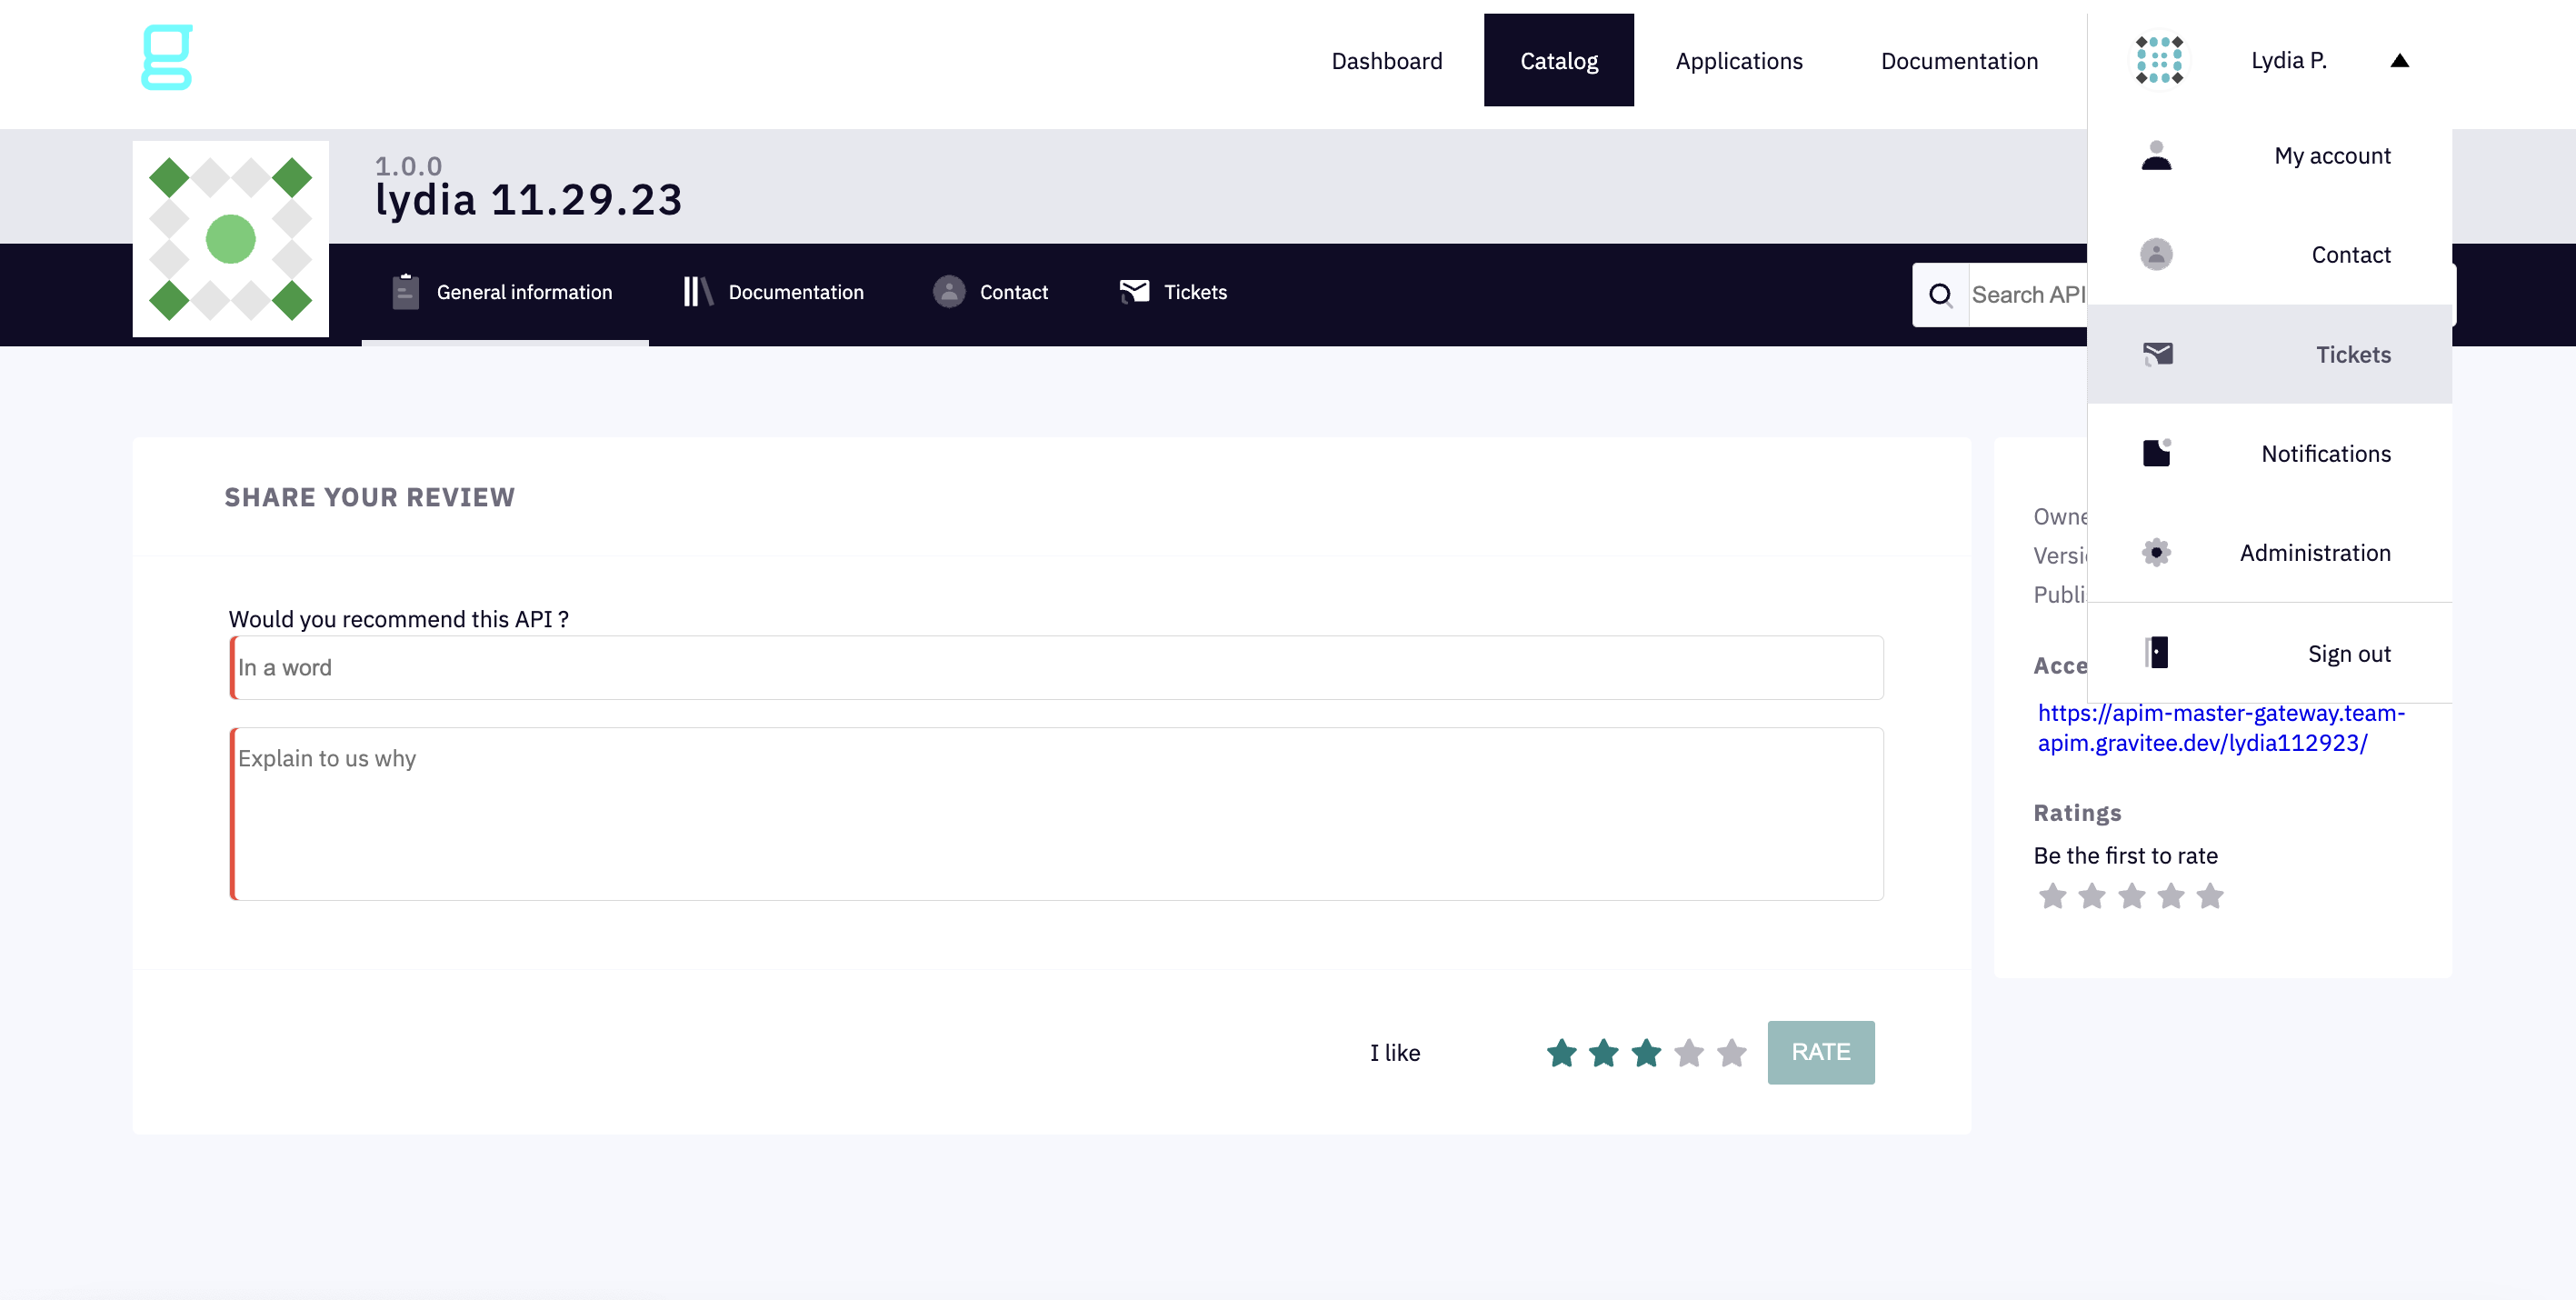 g
Dashboard
Catalog
Applications
Documentation
Lydia P.
My account
Contact
Tickets
Notifications
Administration
Sign out
1.0.0
lydia 11.29.23
General information
Documentation
Contact
Tickets
Search API
SHARE YOUR REVIEW
Would you recommend this API ?
In a word
Explain to us why
I like
RATE
Owne
Versi
Publi
Acce
https://apim-master-gateway.team-
apim.gravitee.dev/lydia112923/
Ratings
Be the first to rate